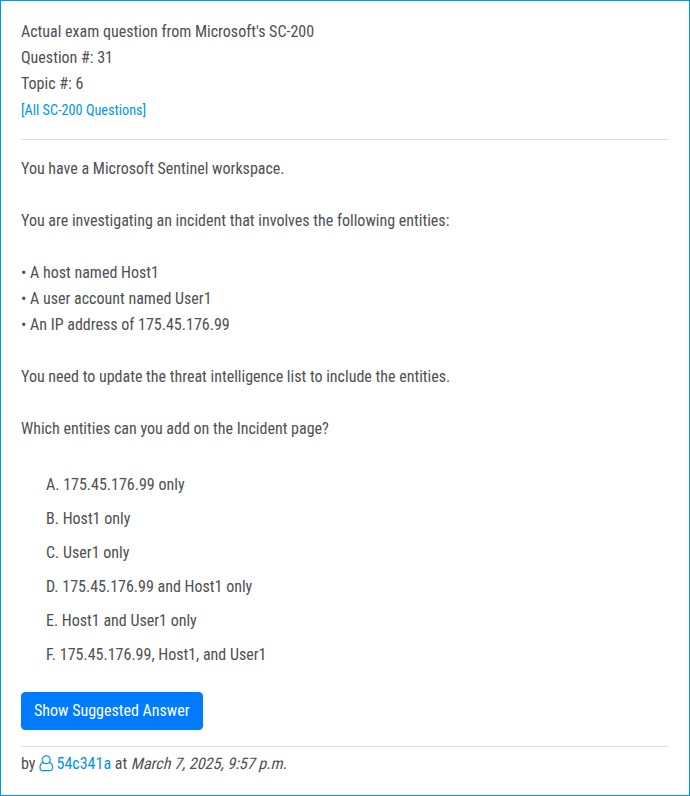 Actual exam question from Microsoft's SC-200
Question #: 31
Topic #: 6
[All SC-200 Questions]
You have a Microsoft Sentinel workspace.
You are investigating an incident that involves the following entities:
• A host named Host1
• A user account named User1
• An IP address of 175.45.176.99
You need to update the threat intelligence list to include the entities.
Which entities can you add on the Incident page?
A. 175.45.176.99 only
B. Host1 only
C. User1 only
D. 175.45.176.99 and Host1 only
E. Host1 and User1 only
F. 175.45.176.99, Host1, and User1
Show Suggested Answer
by 54c341a at March 7, 2025, 9:57 p.m.